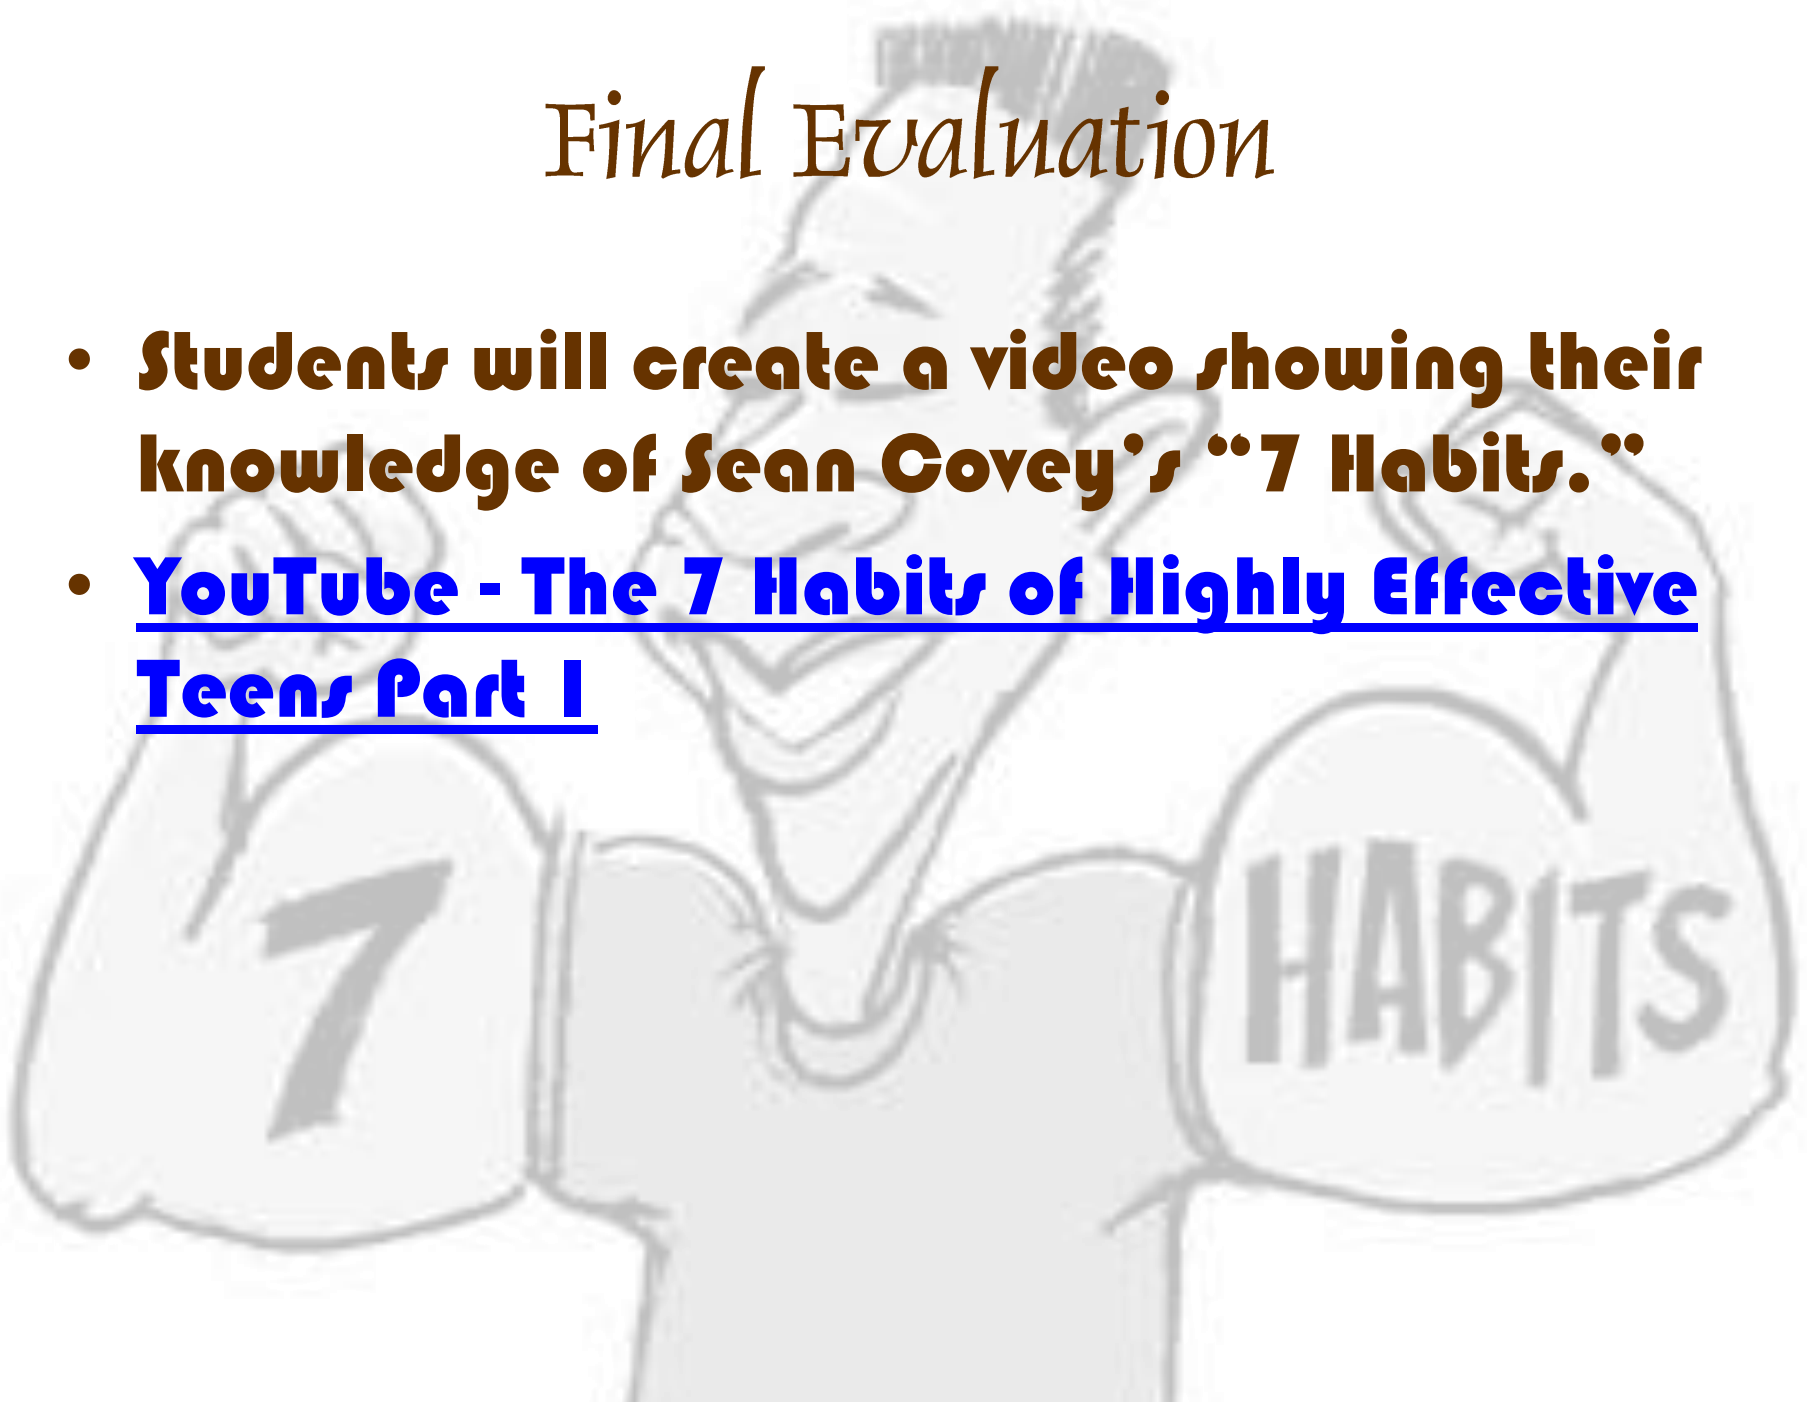 Final Evaluation
• Students will create a video showing their
knowledge of Sean Covey’s “7 Habits.”
• YouTube - The 7 Habits of Highly Effective
Teens Part 1
7
HABITS